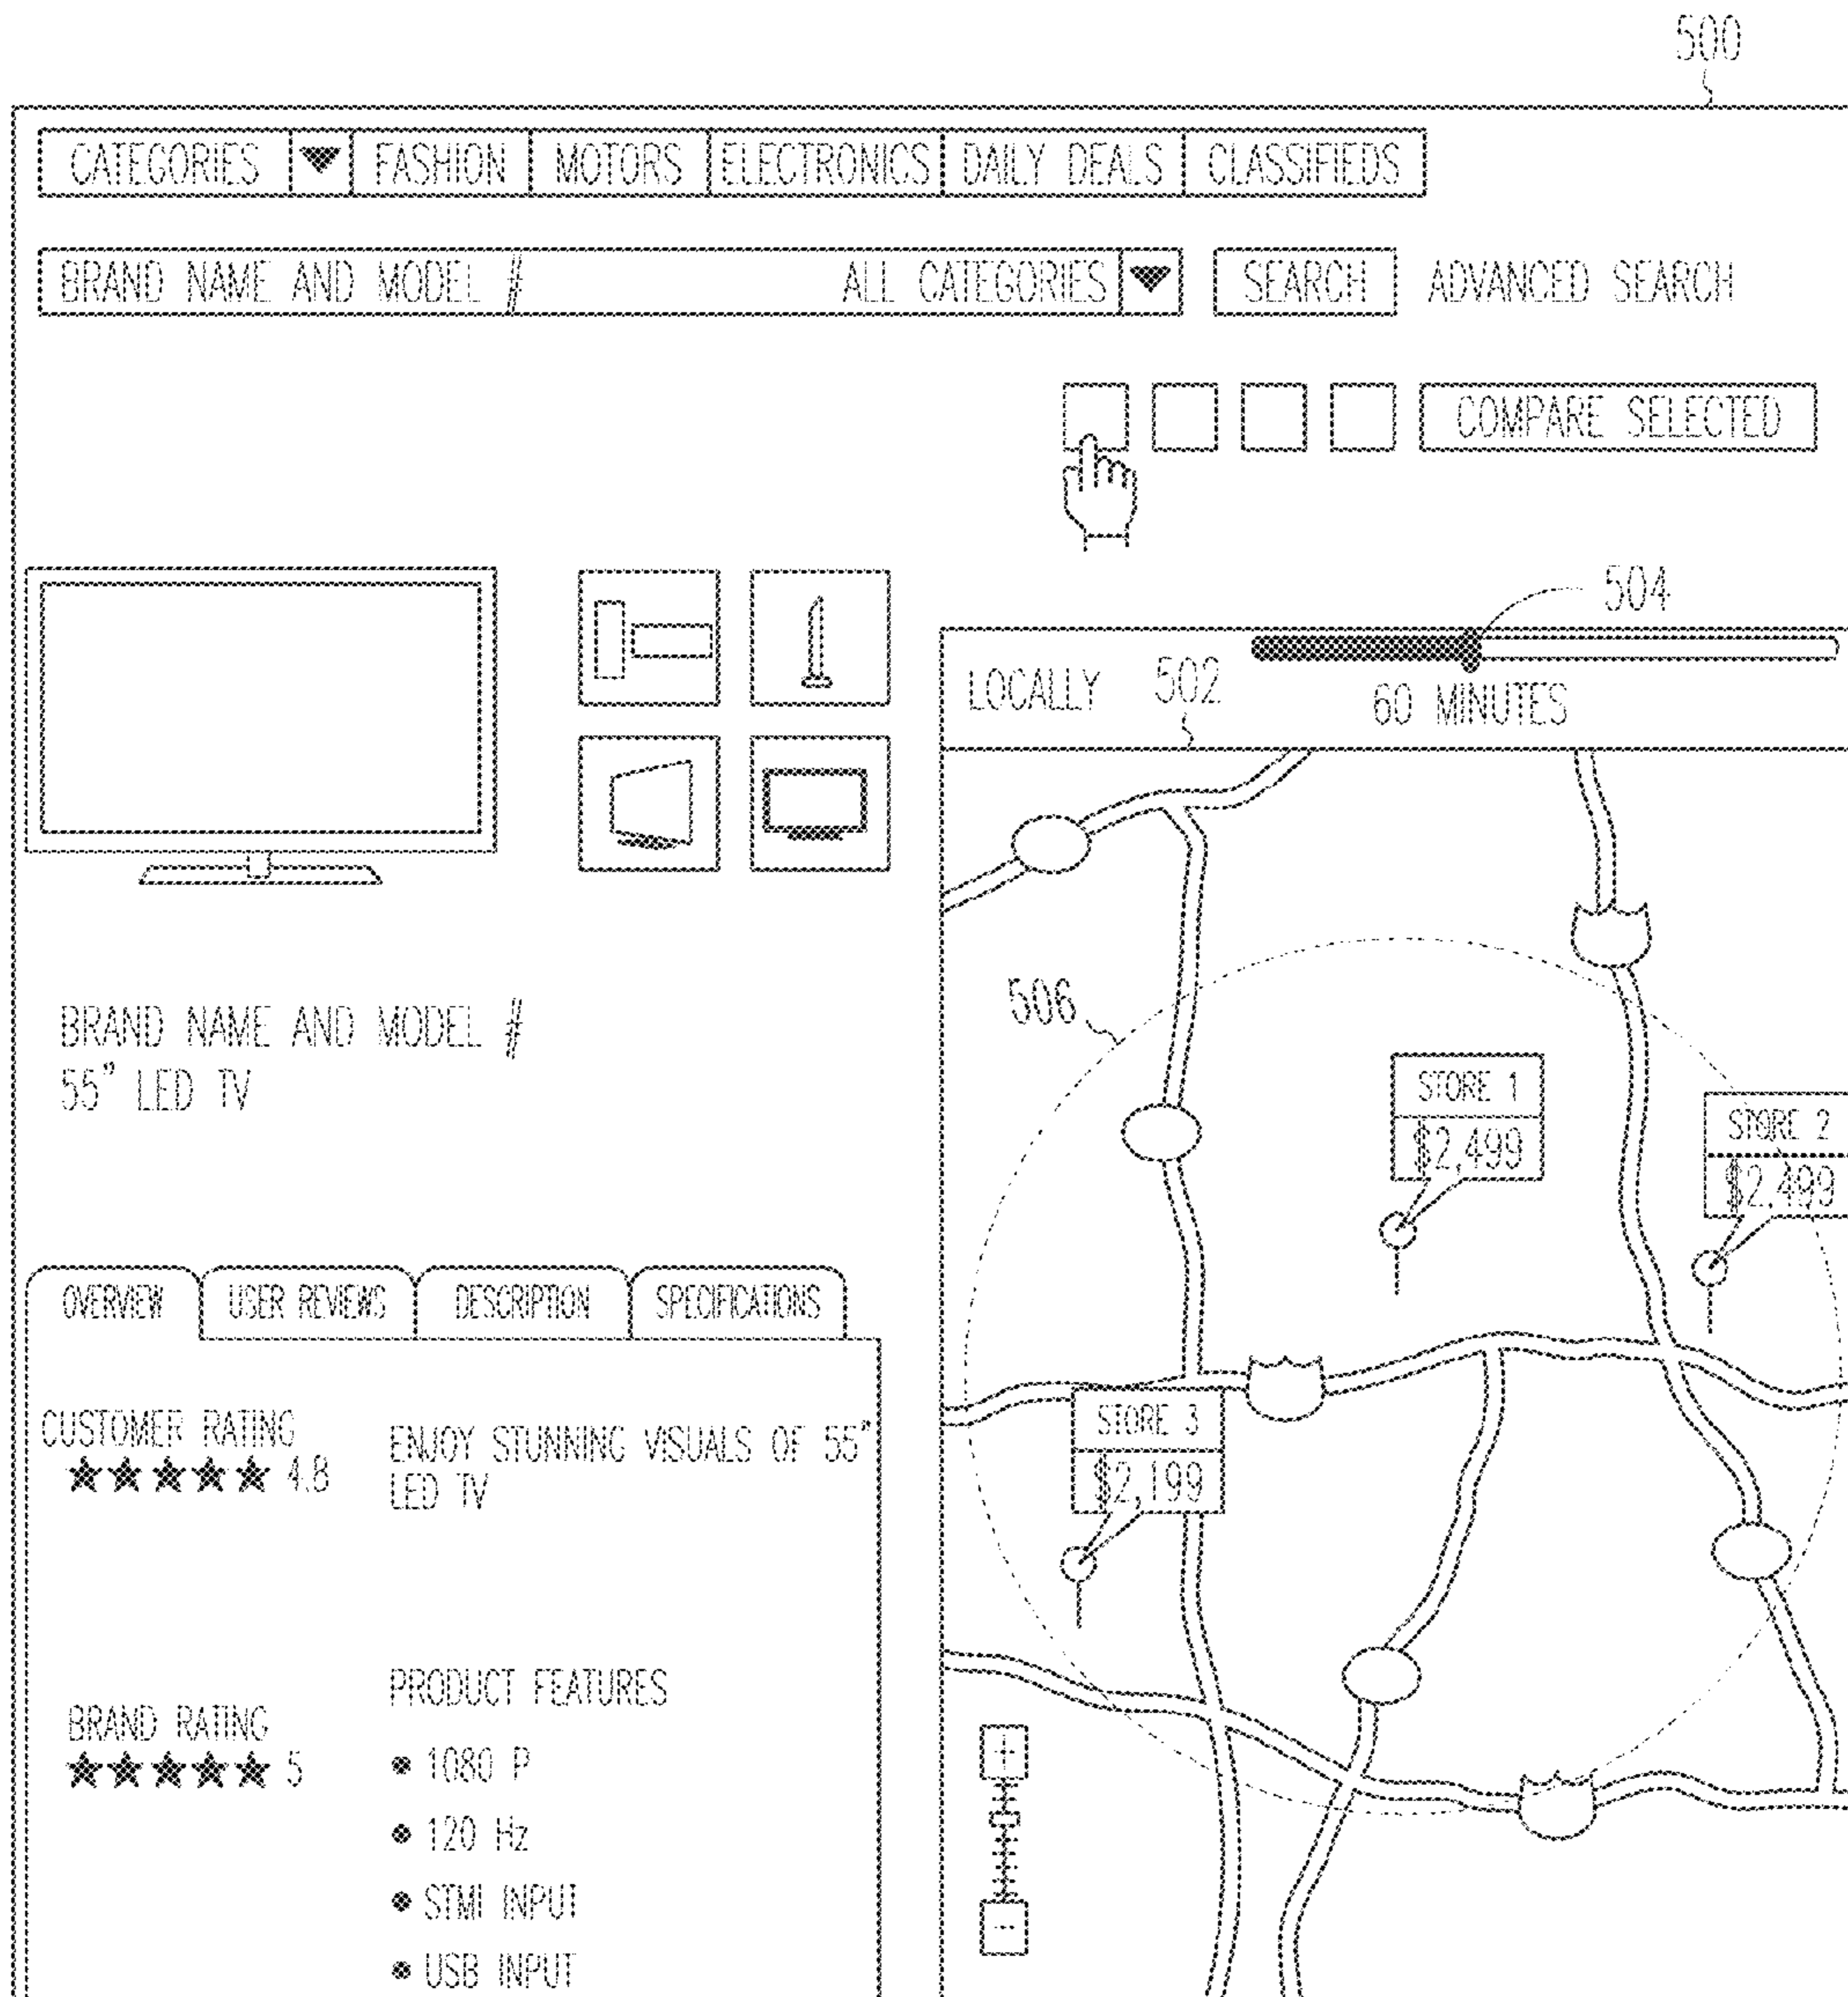 500
CATEGORIES FASHION MOTORS ELECTRONICS DAILY DEALS CLASSIFIEDS
BRAND NAME AND MODEL # ALL CATEGORIES SEARCH ADVANCED SEARCH
COMPARE SELECTED
504
LOCALLY 502
60 MINUTES
506
BRAND NAME AND MODEL #
55" LED TV
STORE 1
$2,499
STORE 2
$2,499
OVERVIEW USER REVIEWS DESCRIPTION SPECIFICATIONS
STORE 3
$2,199
CUSTOMER RATING
4.8
ENJOY STUNNING VISUALS OF 55"
LED TV
BRAND RATING
5
PRODUCT FEATURES
• 1080 P
• 120 Hz
• STMI INPUT
• USB INPUT
+
-